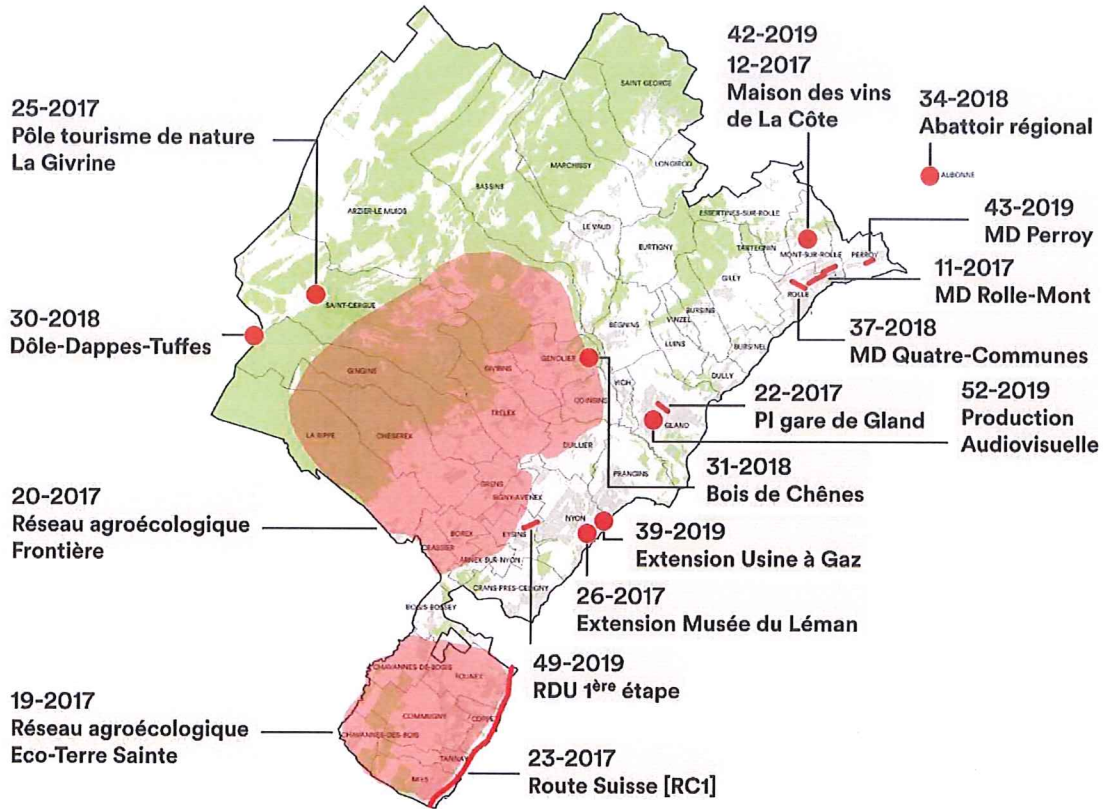 42-2019
12-2017
Maison des vins
de La Côte
25-2017
Pôle tourisme de nature
La Givrine
34-2018
Abattoir régional
43-2019
MD Perroy
11-2017
MD Rolle-Mont
30-2018
Dôle-Dappes-Tuffes
37-2018
MD Quatre-Communes
22-2017
PI gare de Gland
52-2019
Production
Audiovisuelle
31-2018
Bois de Chênes
20-2017
Réseau agroécologique
Frontière
39-2019
Extension Usine à Gaz
26-2017
Extension Musée du Léman
49-2019
RDU 1ère étape
19-2017
Réseau agroécologique
Eco-Terre Sainte
23-2017
Route Suisse [RC1]
SAINT GEORGE
LONGIROD
MARCHISSY
BASSINS
ARZIER-LE MUIDS
LE VAUD
BURTIGNY
ESSERTINES-SUR-ROLLE
TARTEGNIN
MONT-SUR-ROLLE
PERROY
ROLLE
GILLY
BURSINS
VINZEL
LUINS
BURSINEL
DULLY
BEGNINS
VICH
GLAND
SAINT-CERGUE
GENOLIER
GIVRINS
GINGINS
COINSINS
TRELEX
LA RIPPE
CHESEREX
DUILLIER
PRANGINS
GRENS
SIGNY-AVENEX
NYON
EYSINS
BOREX
CRASSIER
ARNEX-SUR-NYON
CRANS-PRES-CELIGNY
BOGIS-BOSSEY
CHAVANNES-DE-BOGIS
FOUNEX
COMMUGNY
COPPET
CHAVANNES-DES-BOIS
TANNAY
MIES